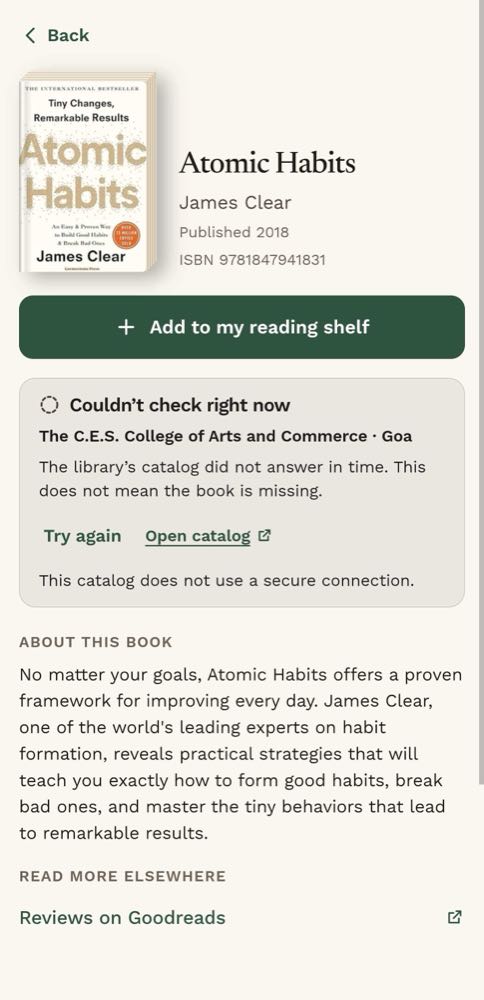 Back
THE INTERNATIONAL BESTSELLER
Tiny Changes,
Remarkable Results
Atomic
Habits
An Easy & Proven Way
to Build Good Habits
& Break Bad Ones
OVER
COPIES
SOLD
James Clear
Atomic Habits
James Clear
Published 2018
ISBN 9781847941831
Add to my reading shelf
Couldn’t check right now
The C.E.S. College of Arts and Commerce · Goa
The library’s catalog did not answer in time. This
does not mean the book is missing.
Try again Open catalog
This catalog does not use a secure connection.
ABOUT THIS BOOK
No matter your goals, Atomic Habits offers a proven
framework for improving every day. James Clear,
one of the world's leading experts on habit
formation, reveals practical strategies that will
teach you exactly how to form good habits, break
bad ones, and master the tiny behaviors that lead
to remarkable results.
READ MORE ELSEWHERE
Reviews on Goodreads